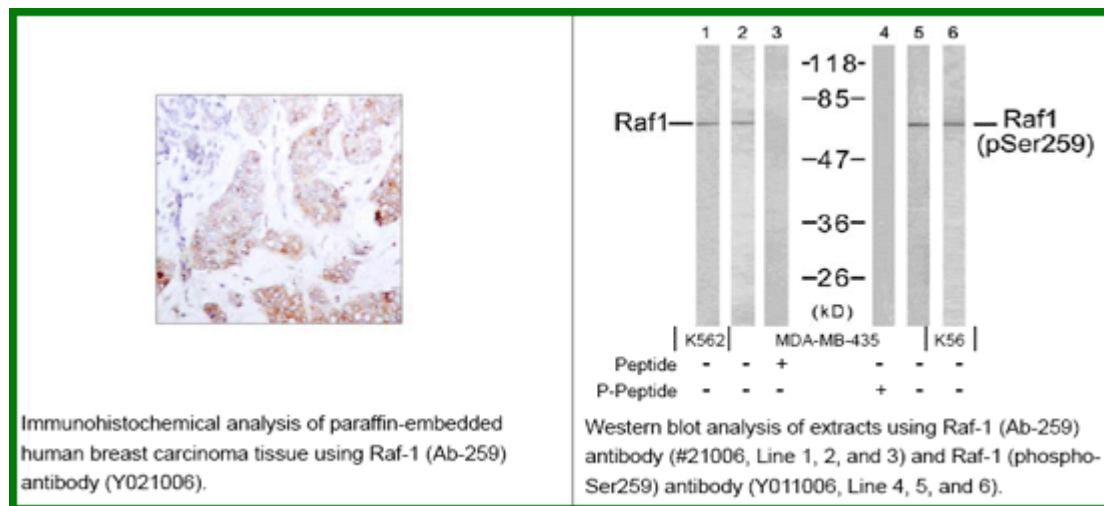 Immunohistochemical analysis of paraffin-embedded
human breast carcinoma tissue using Raf-1 (Ab-259)
antibody (Y021006).
1 2 3 4 5 6
-118-
-85-
Raf1
Raf1
(pSer259)
-47-
-36-
-26-
(kD)
K562 MDA-MB-435 K56
Peptide - - + - - -
P-Peptide - - - + - -
Western blot analysis of extracts using Raf-1 (Ab-259)
antibody (#21006, Line 1, 2, and 3) and Raf-1 (phospho-
Ser259) antibody (Y011006, Line 4, 5, and 6).